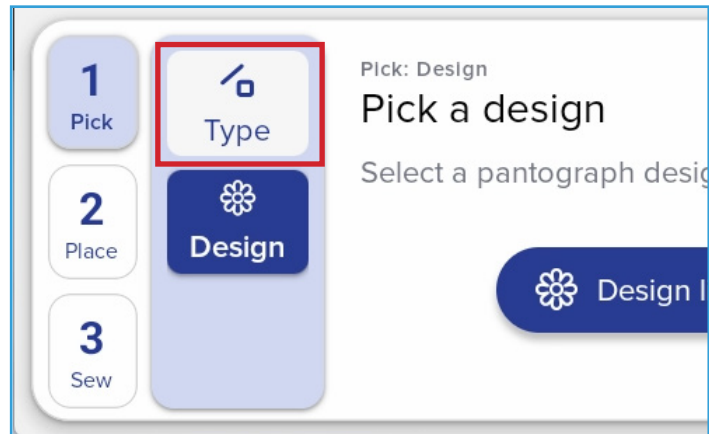 1
Pick
2
Place
3
Sew
Type
Design
Pick: Design
Pick a design
Select a pantograph desig
Design I